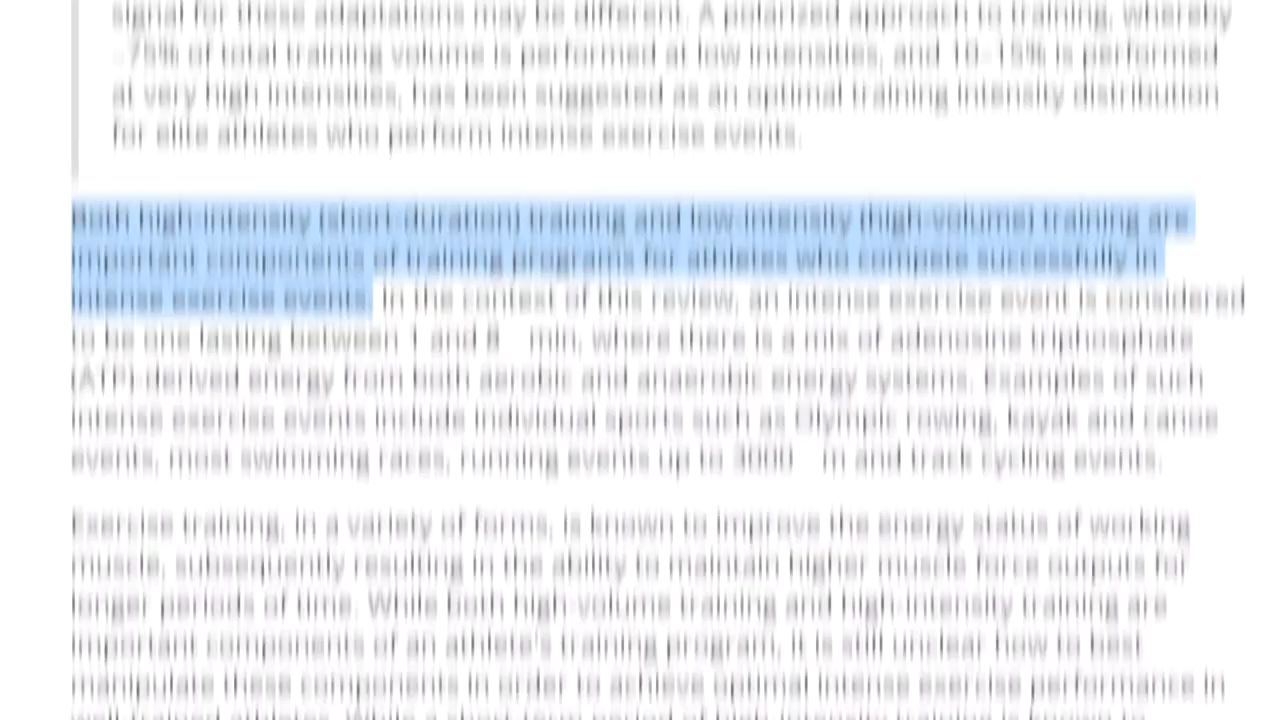 signal for these adaptations may be different. A polarized approach to training, whereby
~75% of total training volume is performed at low intensities, and 10–15% is performed
at very high intensities, has been suggested as an optimal training intensity distribution
for elite athletes who perform intense exercise events.
Both high-intensity (short-duration) training and low-intensity (high-volume) training are
important components of training programs for athletes who compete successfully in
intense exercise events. In the context of this review, an intense exercise event is considered
to be one lasting between 1 and 8 min, where there is a mix of adenosine triphosphate
(ATP)-derived energy from both aerobic and anaerobic energy systems. Examples of such
intense exercise events include individual sports such as Olympic rowing, kayak and canoe
events, most swimming races, running events up to 3000 m and track cycling events.
Exercise training, in a variety of forms, is known to improve the energy status of working
muscle, subsequently resulting in the ability to maintain higher muscle force outputs for
longer periods of time. While both high-volume training and high-intensity training are
important components of an athlete's training program, it is still unclear how to best
manipulate these components in order to achieve optimal intense exercise performance in